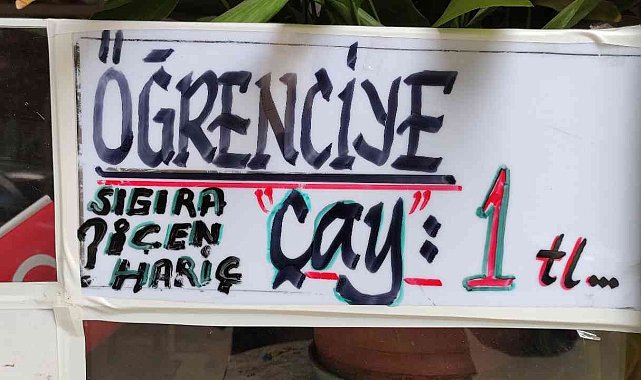 ÖĞRENCİYE
SIGIRA
İÇEN
HARİÇ
"Çay": 1 tl...